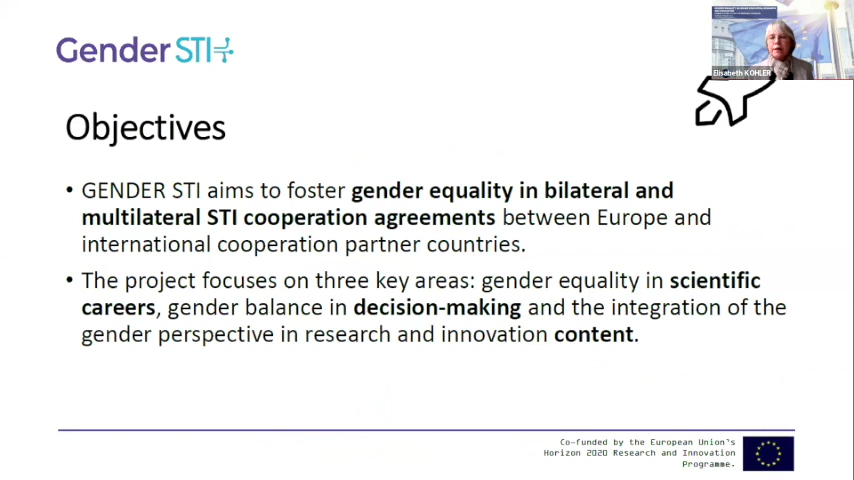 Gender STI
Elisabeth KOHLER
Objectives
• GENDER STI aims to foster gender equality in bilateral and
multilateral STI cooperation agreements between Europe and
international cooperation partner countries.
• The project focuses on three key areas: gender equality in scientific
careers, gender balance in decision-making and the integration of the
gender perspective in research and innovation content.
Co-funded by the European Union's
Horizon 2020 Research and Innovation
Programme.